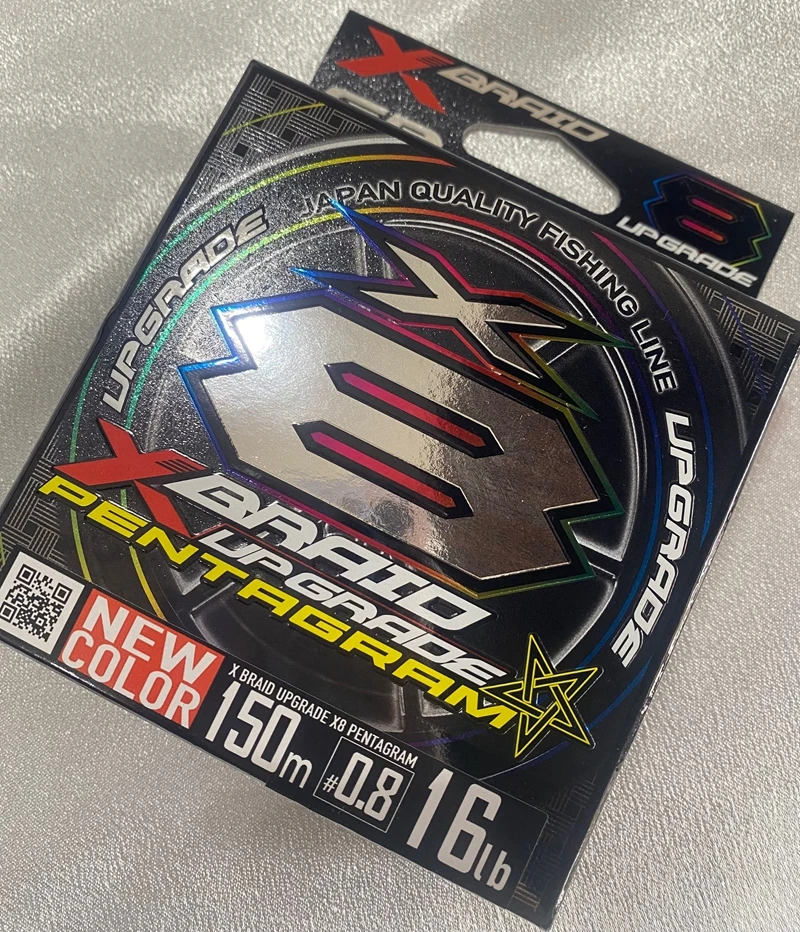 X BRAID
8
UPGRADE
JAPAN QUALITY FISHING LINE
UPGRADE
UPGRADE
X
8
X BRAID
UPGRADE
PENTAGRAM
NEW
COLOR
X BRAID UPGRADE X8 PENTAGRAM
150m
#0.8
16lb